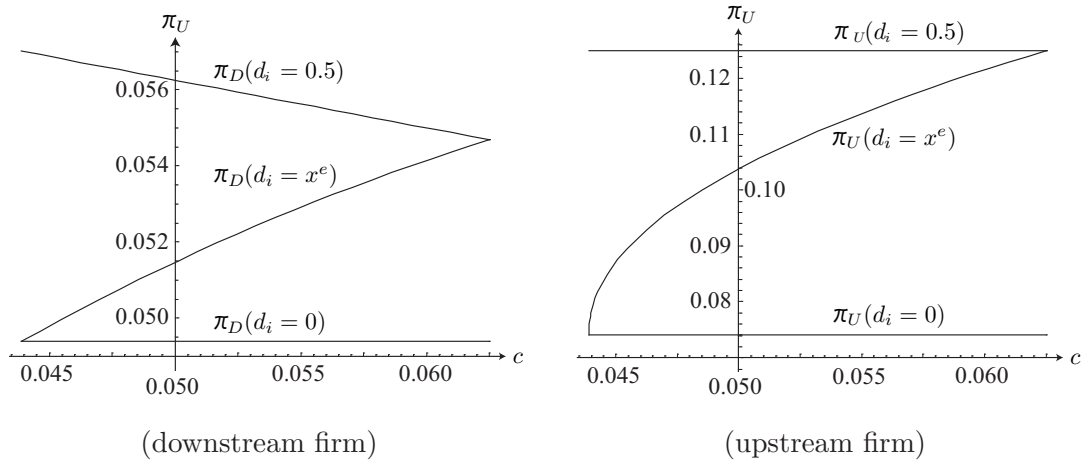 π_U
π_D(d_i = 0.5)
0.056
0.054
π_D(d_i = x^e)
0.052
0.050
π_D(d_i = 0)
c
0.045
0.050
0.055
0.060
(downstream firm)
π_U
π_U(d_i = 0.5)
0.12
0.11
π_U(d_i = x^e)
0.10
0.09
0.08
π_U(d_i = 0)
c
0.045
0.050
0.055
0.060
(upstream firm)